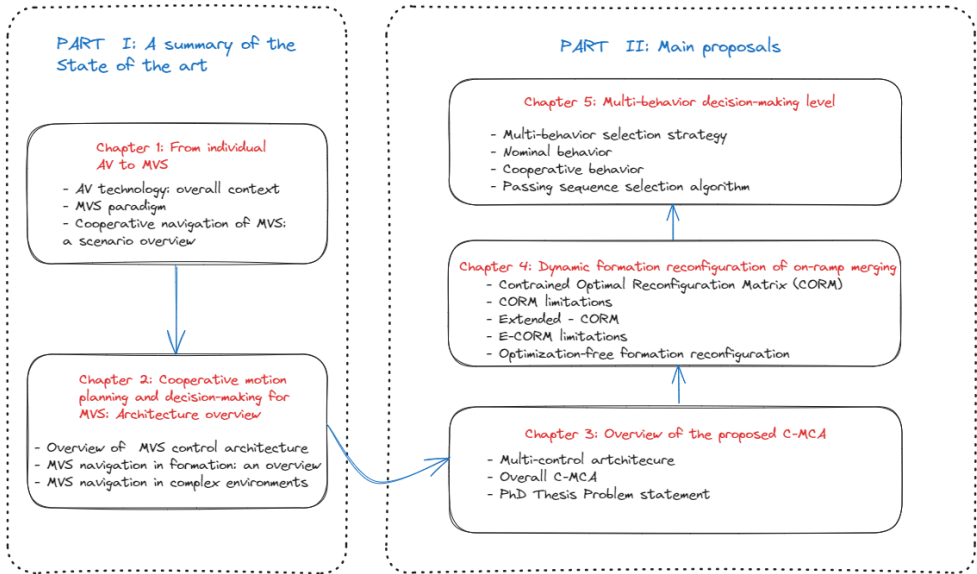 PART I: A summary of the
State of the art
Chapter 1: From individual
AV to MVS
- AV technology: overall context
- MVS paradigm
- Cooperative navigation of MVS:
a scenario overview
Chapter 2: Cooperative motion
planning and decision-making for
MVS: Architecture overview
- Overview of MVS control architecture
- MVS navigation in formation: an overview
- MVS navigation in complex environments
PART II: Main proposals
Chapter 5: Multi-behavior decision-making level
- Multi-behavior selection strategy
- Nominal behavior
- Cooperative behavior
- Passing sequence selection algorithm
Chapter 4: Dynamic formation reconfiguration of on-ramp merging
- Contrained Optimal Reconfiguration Matrix (CORM)
- CORM limitations
- Extended - CORM
- E-CORM limitations
- Optimization-free formation reconfiguration
Chapter 3: Overview of the proposed C-MCA
- Multi-control artchitecure
- Overall C-MCA
- PhD Thesis Problem statement